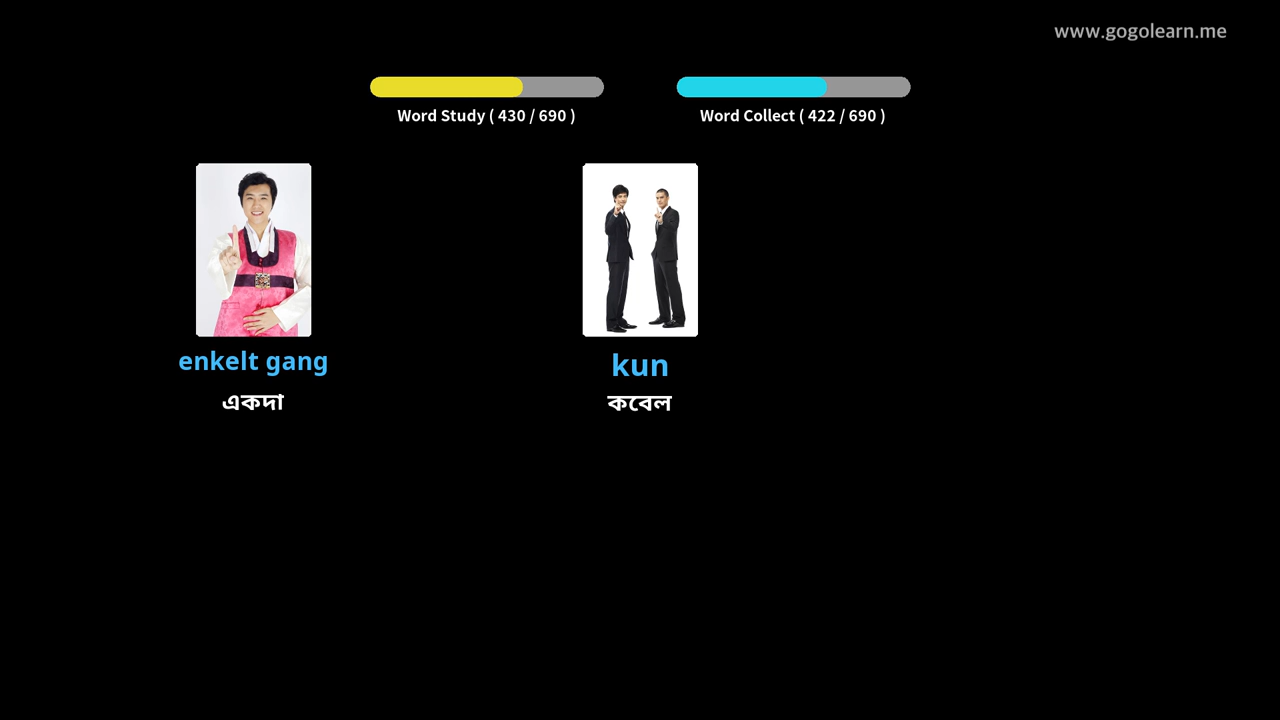 www.gogolearn.me
Word Study ( 430 / 690 )
Word Collect ( 422 / 690 )
enkelt gang
kun
একদা
কবেল